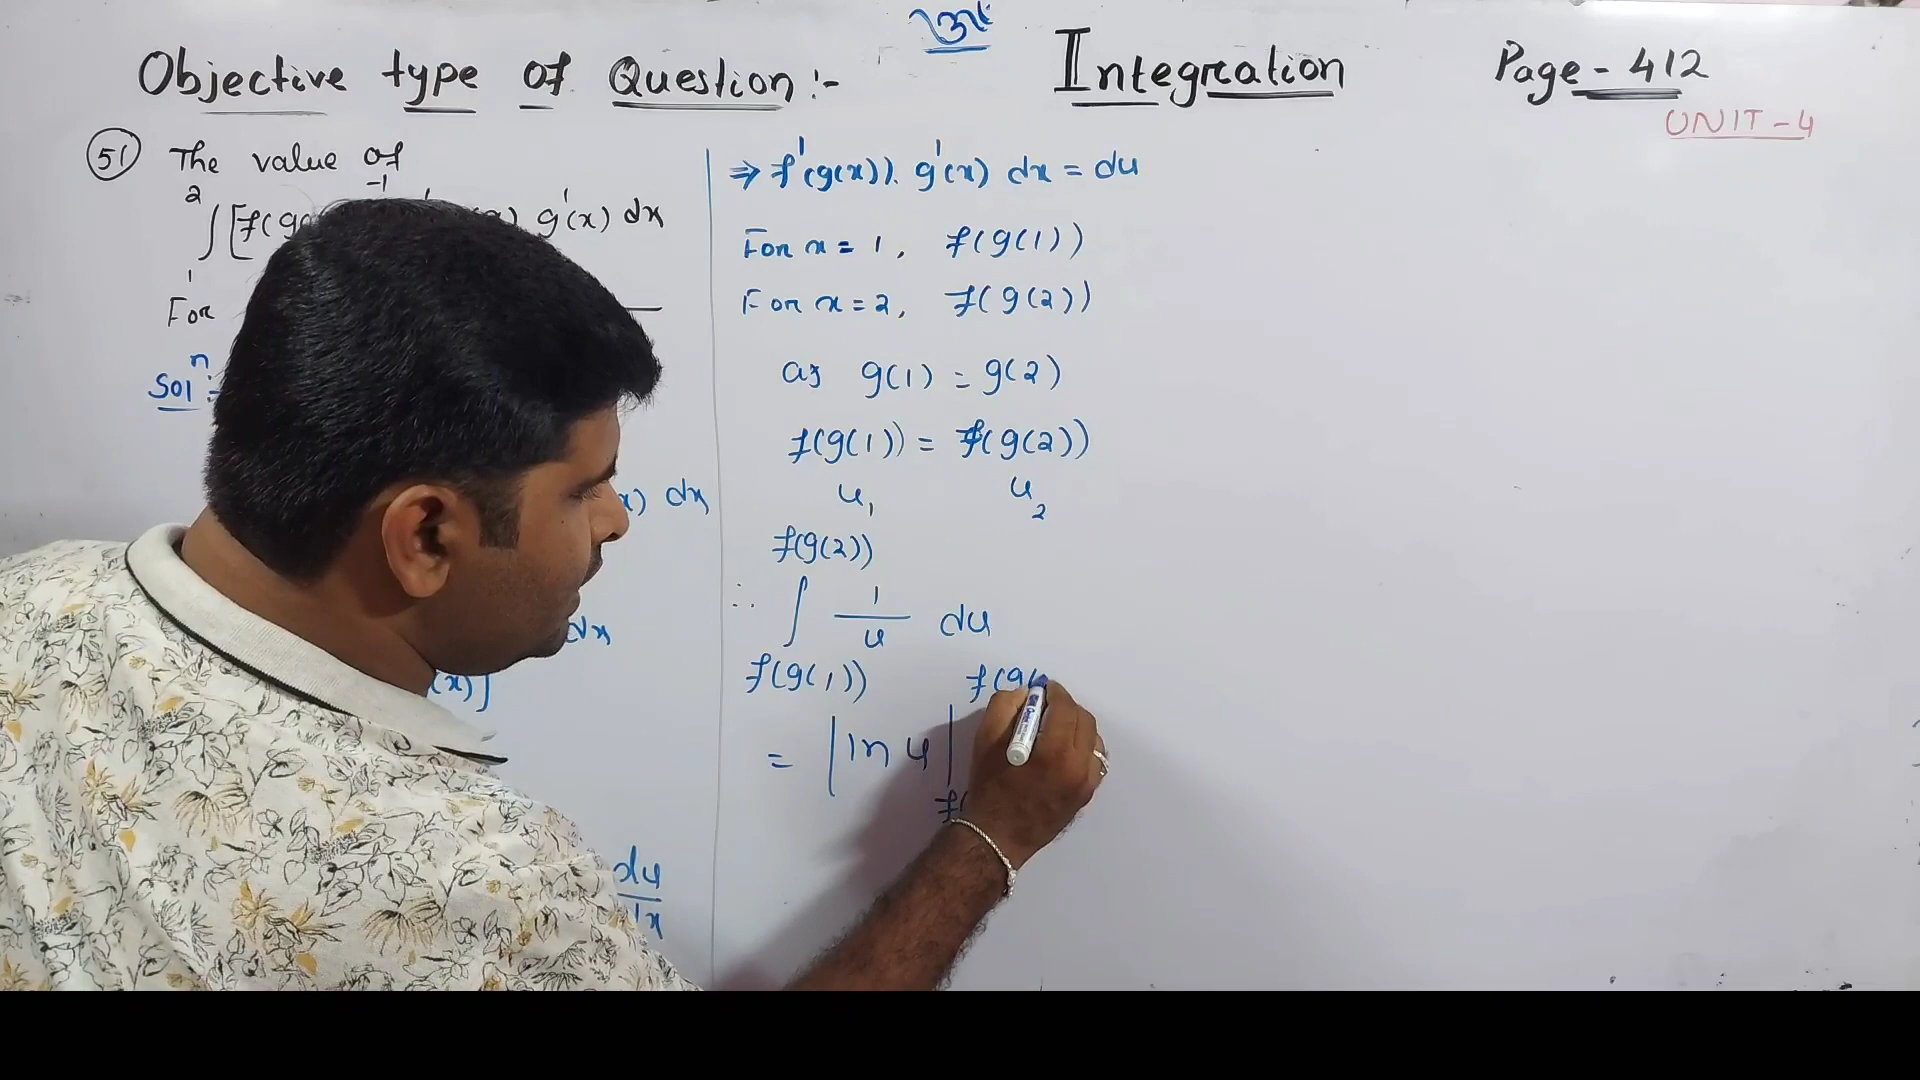 ॐ
Objective type of Question :-
Integration
Page - 412
UNIT - 4
(51) The value of
2 ∫ 1 [f(g -1 g'(x) dx
For
Solⁿ :-
x) dx
dx
(x)]
du
⇒ f'(g(x)). g'(x) dx = du
For x = 1, f(g(1))
For x = 2, f(g(2))
as g(1) = g(2)
f(g(1)) = f(g(2))
u₁ u₂
f(g(2))
∴ ∫ 1/u du
f(g(1))
f(g(
= | ln u |
f(